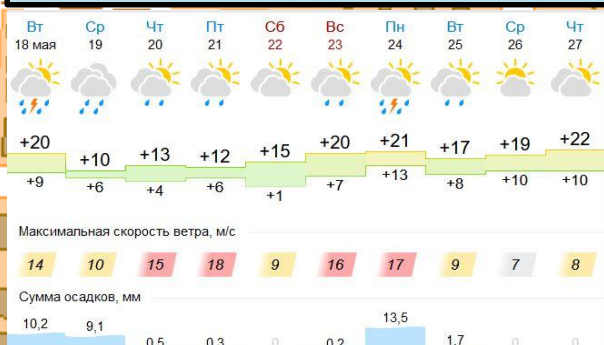 Вт Ср Чт Пт Сб Вс Пн Вт Ср Чт
18 мая 19 20 21 22 23 24 25 26 27
+20 +10 +13 +12 +15 +20 +21 +17 +19 +22
+9 +6 +4 +6 +1 +7 +13 +8 +10 +10
Максимальная скорость ветра, м/с
14 10 15 18 9 16 17 9 7 8
Сумма осадков, мм
10,2 9,1 0,5 0,3 0 0,2 13,5 1,7 0 0